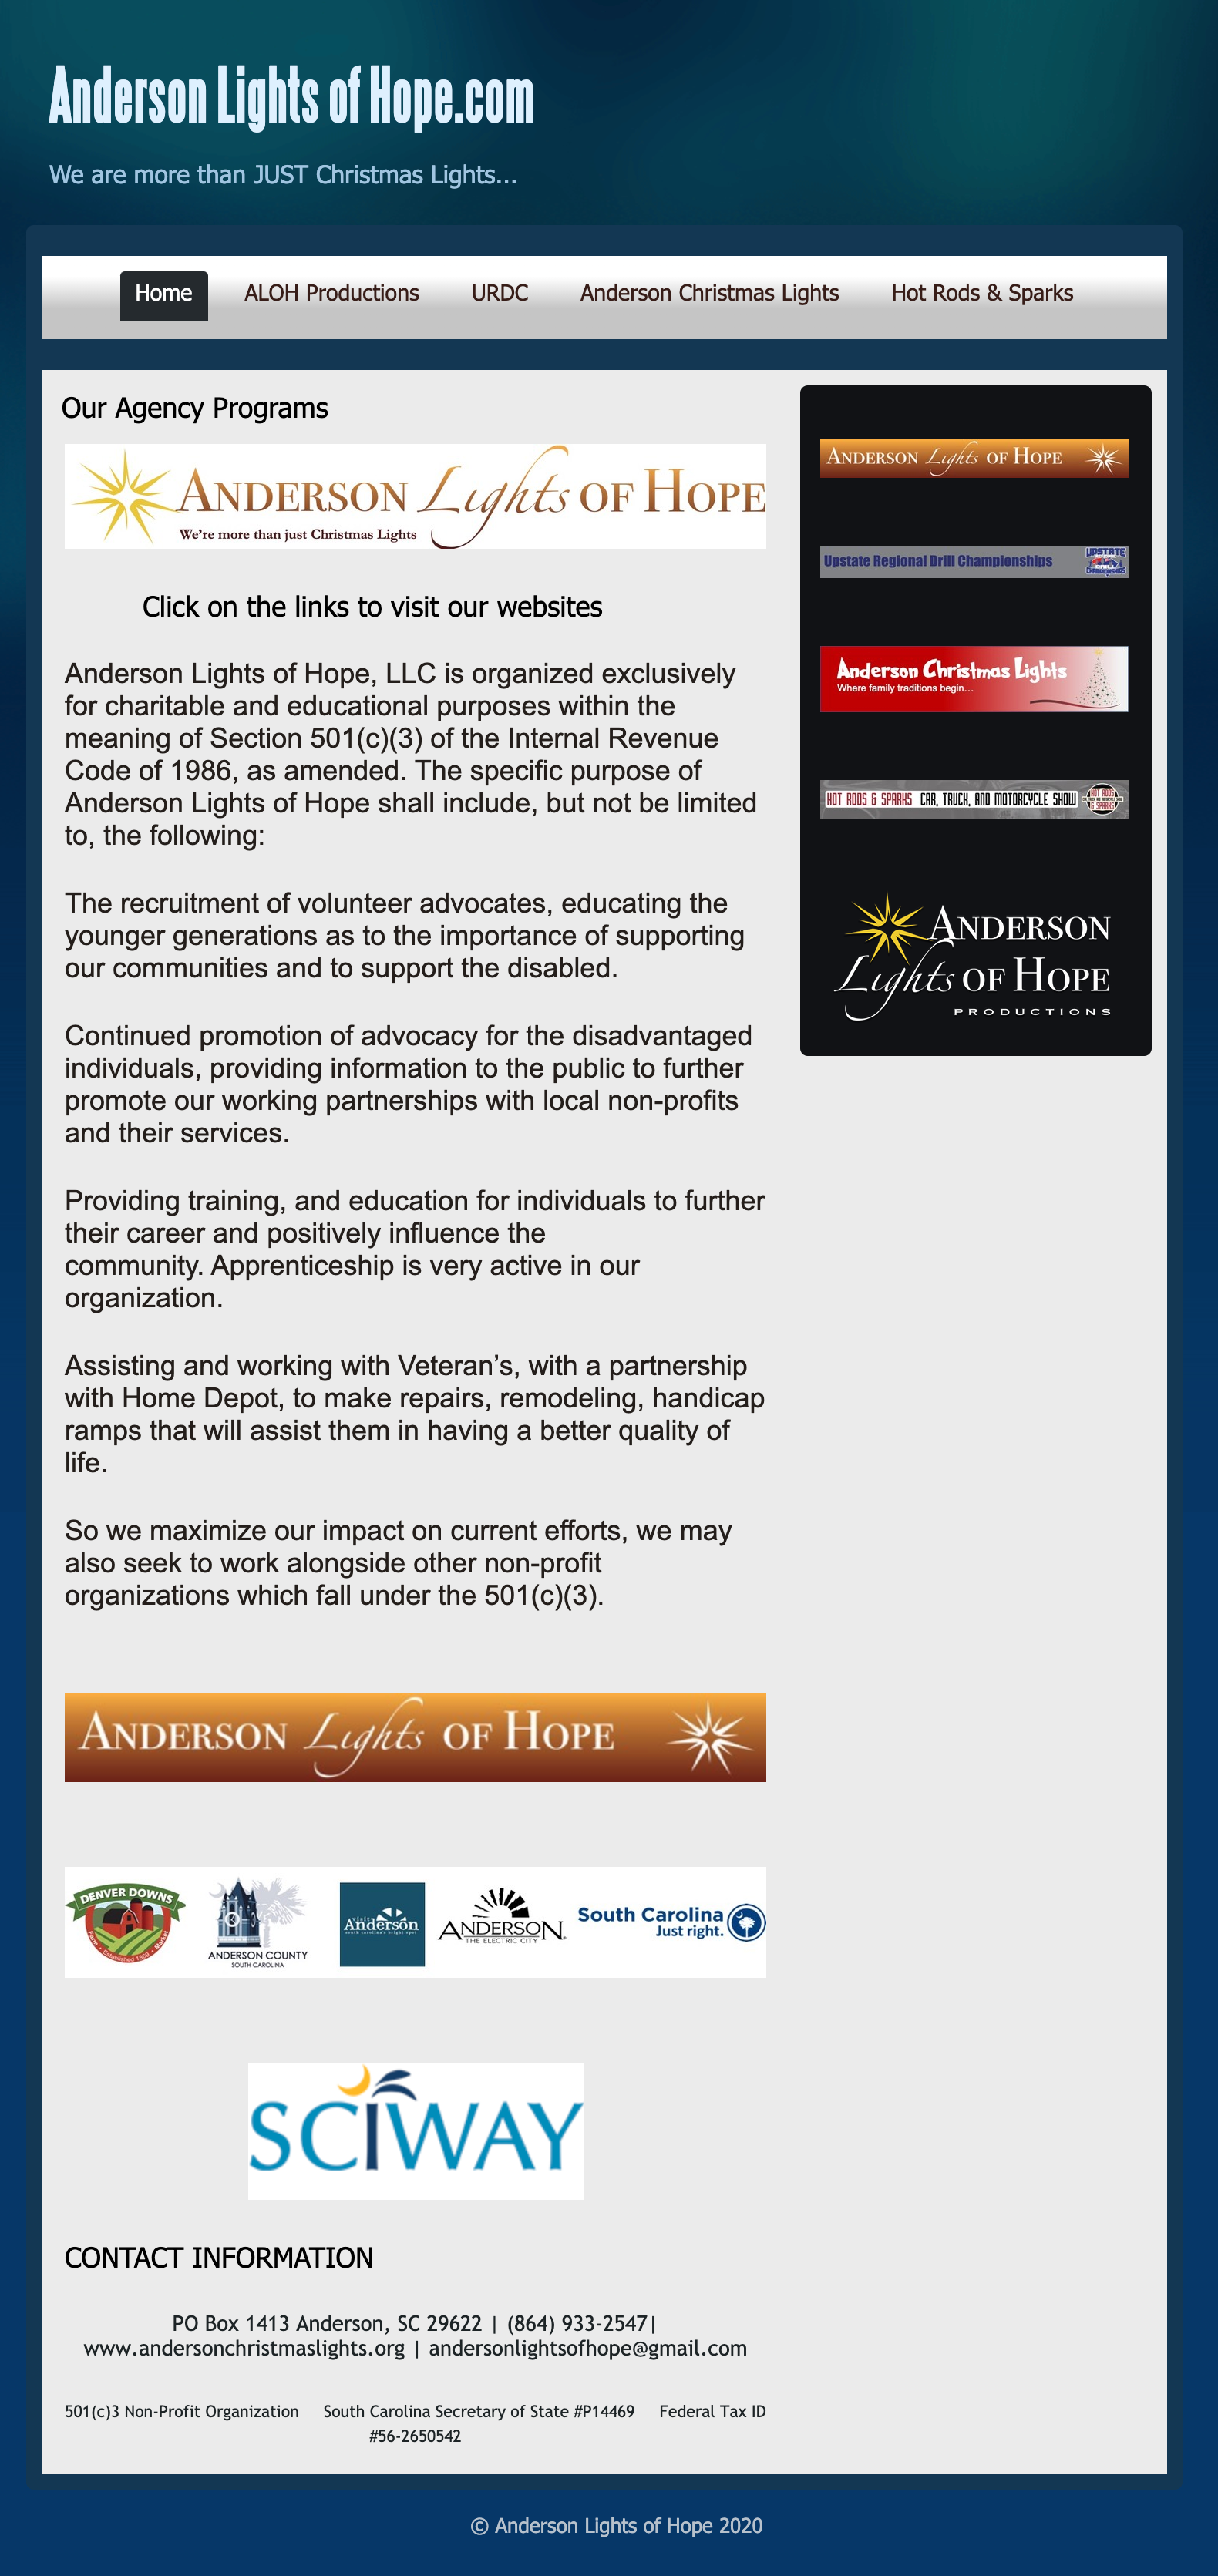 Anderson Lights of Hope.com
We are more than JUST Christmas Lights...
Home
ALOH Productions
URDC
Anderson Christmas Lights
Hot Rods & Sparks
Our Agency Programs
ANDERSON Lights OF HOPE
We're more than just Christmas Lights
Click on the links to visit our websites
Anderson Lights of Hope, LLC is organized exclusively
for charitable and educational purposes within the
meaning of Section 501(c)(3) of the Internal Revenue
Code of 1986, as amended. The specific purpose of
Anderson Lights of Hope shall include, but not be limited
to, the following:
The recruitment of volunteer advocates, educating the
younger generations as to the importance of supporting
our communities and to support the disabled.
Continued promotion of advocacy for the disadvantaged
individuals, providing information to the public to further
promote our working partnerships with local non-profits
and their services.
Providing training, and education for individuals to further
their career and positively influence the
community. Apprenticeship is very active in our
organization.
Assisting and working with Veteran’s, with a partnership
with Home Depot, to make repairs, remodeling, handicap
ramps that will assist them in having a better quality of
life.
So we maximize our impact on current efforts, we may
also seek to work alongside other non-profit
organizations which fall under the 501(c)(3).
ANDERSON Lights OF HOPE
DENVER DOWNS
Farm • Established 1869 • Market
ANDERSON COUNTY
SOUTH CAROLINA
visit
Anderson
south carolina's bright spot
ANDERSON
THE ELECTRIC CITY
South Carolina
Just right.
SCIWAY
CONTACT INFORMATION
PO Box 1413 Anderson, SC 29622 | (864) 933-2547|
www.andersonchristmaslights.org | andersonlightsofhope@gmail.com
501(c)3 Non-Profit Organization South Carolina Secretary of State #P14469 Federal Tax ID
#56-2650542
ANDERSON Lights OF HOPE
Upstate Regional Drill Championships
UPSTATE
Anderson Christmas Lights
Where family traditions begin...
HOT RODS & SPARKS CAR, TRUCK, AND MOTORCYCLE SHOW
HOT RODS
& SPARKS
ANDERSON
Lights OF HOPE
PRODUCTIONS
© Anderson Lights of Hope 2020